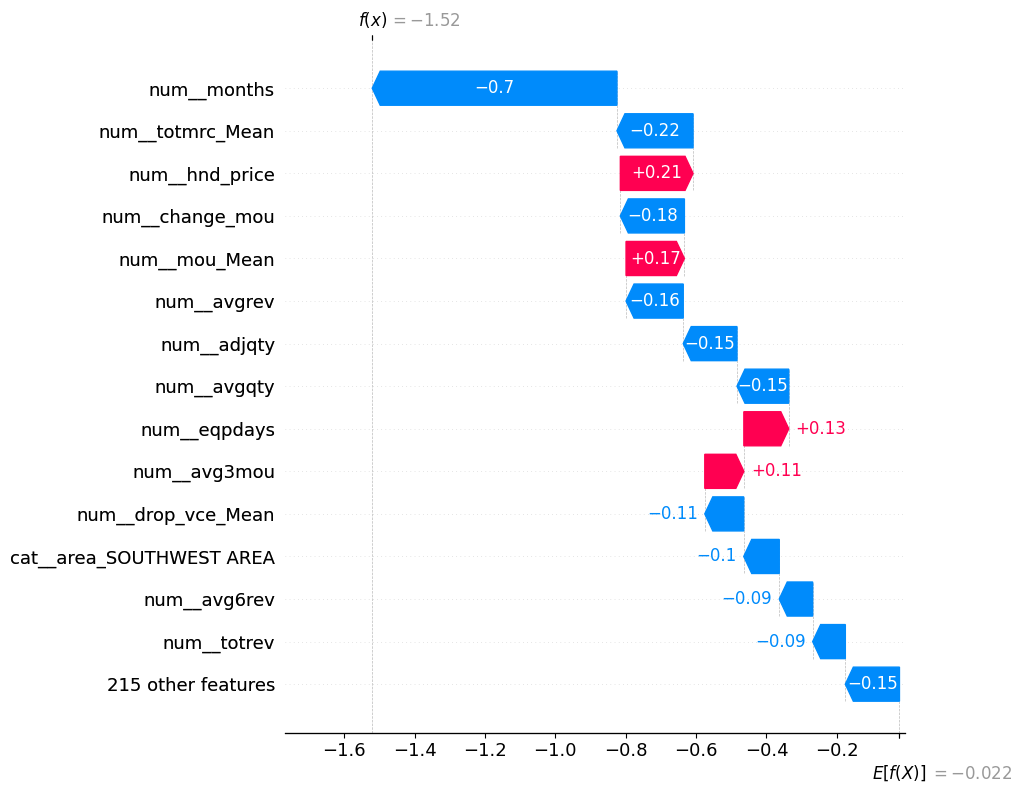 f(x) = −1.52
num__months −0.7
num__totmrc_Mean −0.22
num__hnd_price +0.21
num__change_mou −0.18
num__mou_Mean +0.17
num__avgrev −0.16
num__adjqty −0.15
num__avgqty −0.15
num__eqpdays +0.13
num__avg3mou +0.11
num__drop_vce_Mean −0.11
cat__area_SOUTHWEST AREA −0.1
num__avg6rev −0.09
num__totrev −0.09
215 other features −0.15
−1.6 −1.4 −1.2 −1.0 −0.8 −0.6 −0.4 −0.2
E[f(X)] = −0.022